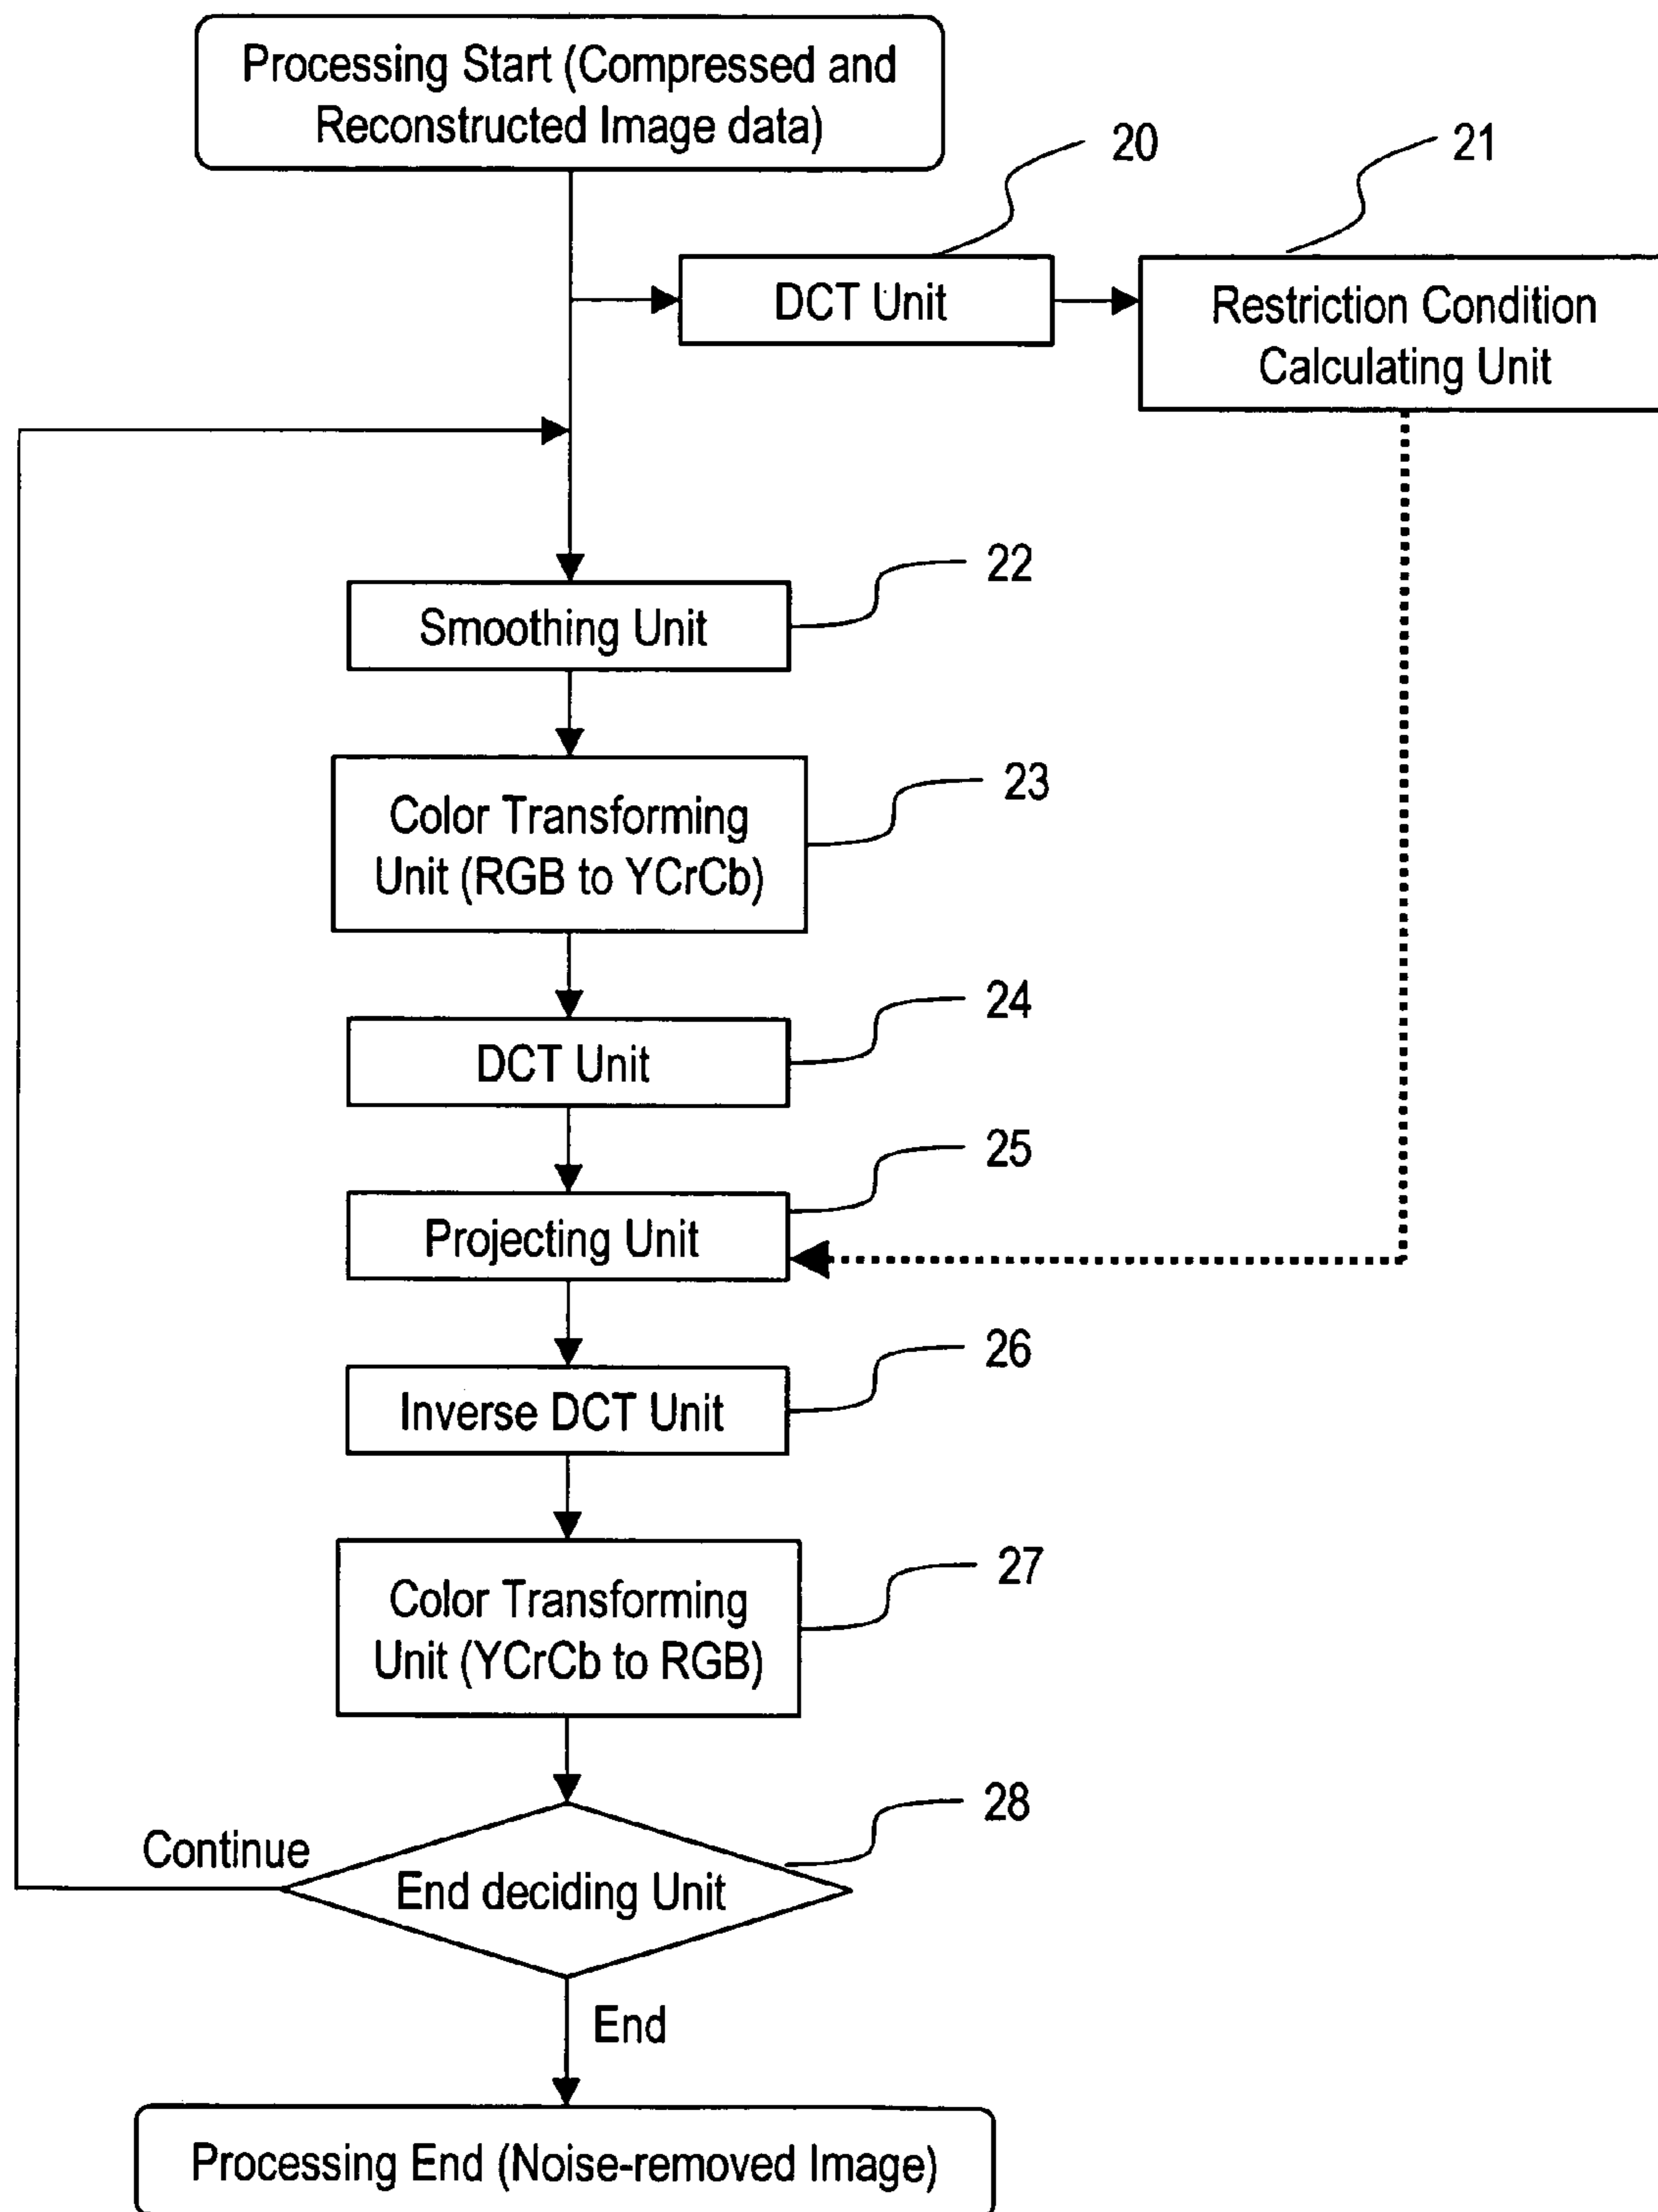 Processing Start (Compressed and
Reconstructed Image data)
20
21
DCT Unit
Restriction Condition
Calculating Unit
22
Smoothing Unit
23
Color Transforming
Unit (RGB to YCrCb)
24
DCT Unit
25
Projecting Unit
26
Inverse DCT Unit
27
Color Transforming
Unit (YCrCb to RGB)
28
Continue
End deciding Unit
End
Processing End (Noise-removed Image)